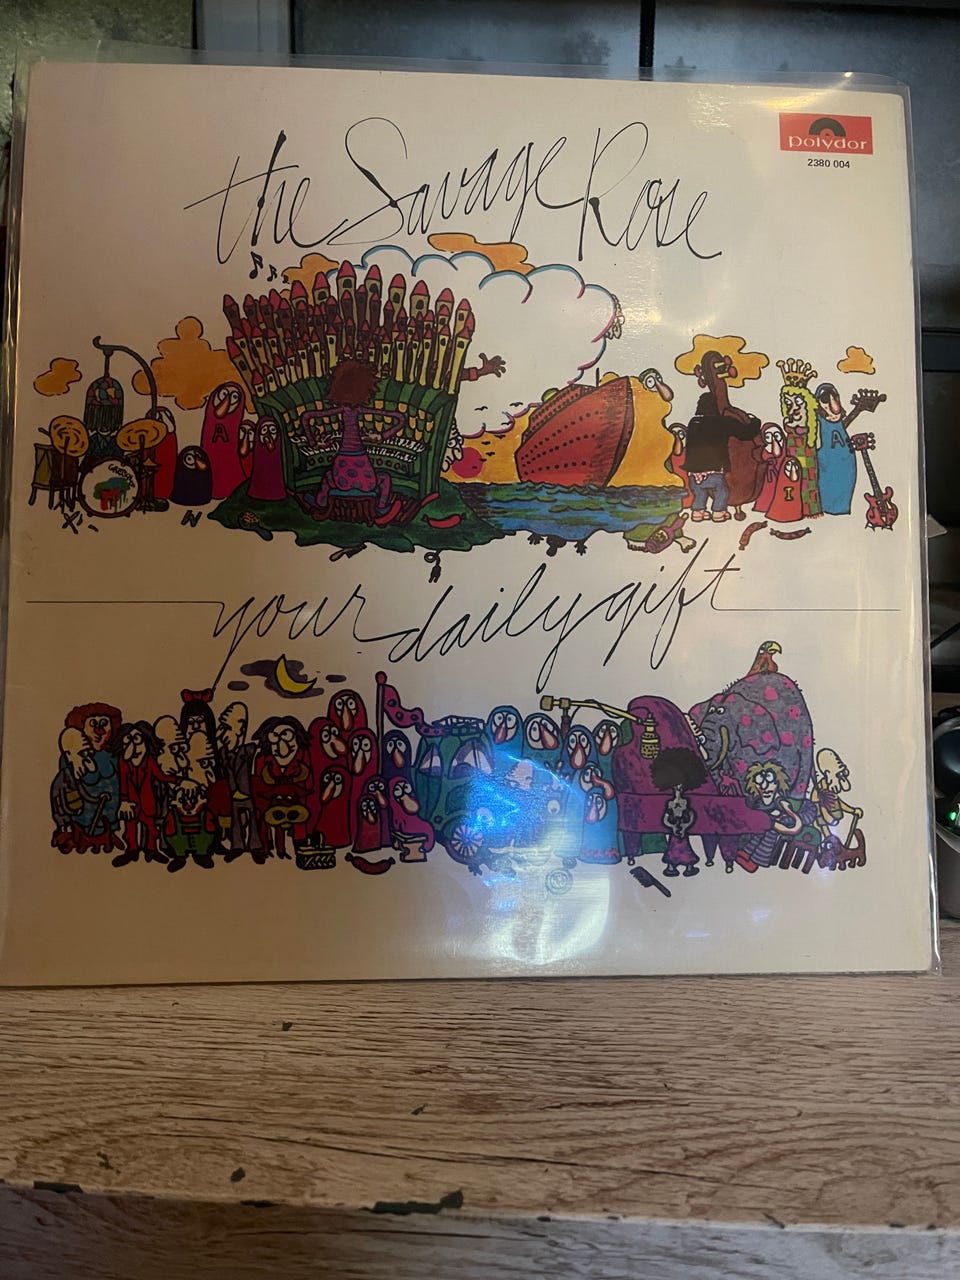 polydor
2380 004
the Savage Rose
A
A
I
your daily gift